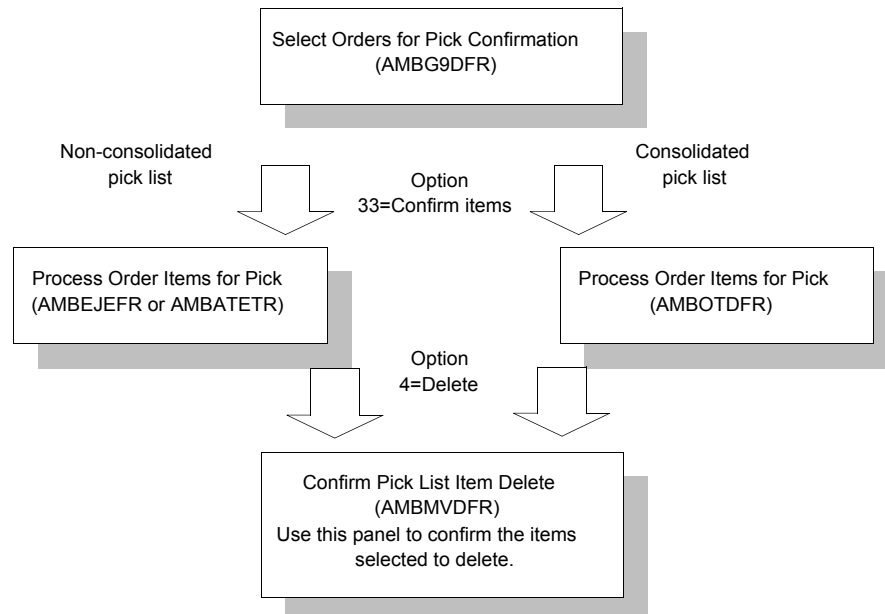 Select Orders for Pick Confirmation
(AMBG9DFR)
Non-consolidated
pick list
Option
33=Confirm items
Consolidated
pick list
Process Order Items for Pick
(AMBEJEFR or AMBATETR)
Process Order Items for Pick
(AMBOTDFR)
Option
4=Delete
Confirm Pick List Item Delete
(AMBMVDFR)
Use this panel to confirm the items
selected to delete.